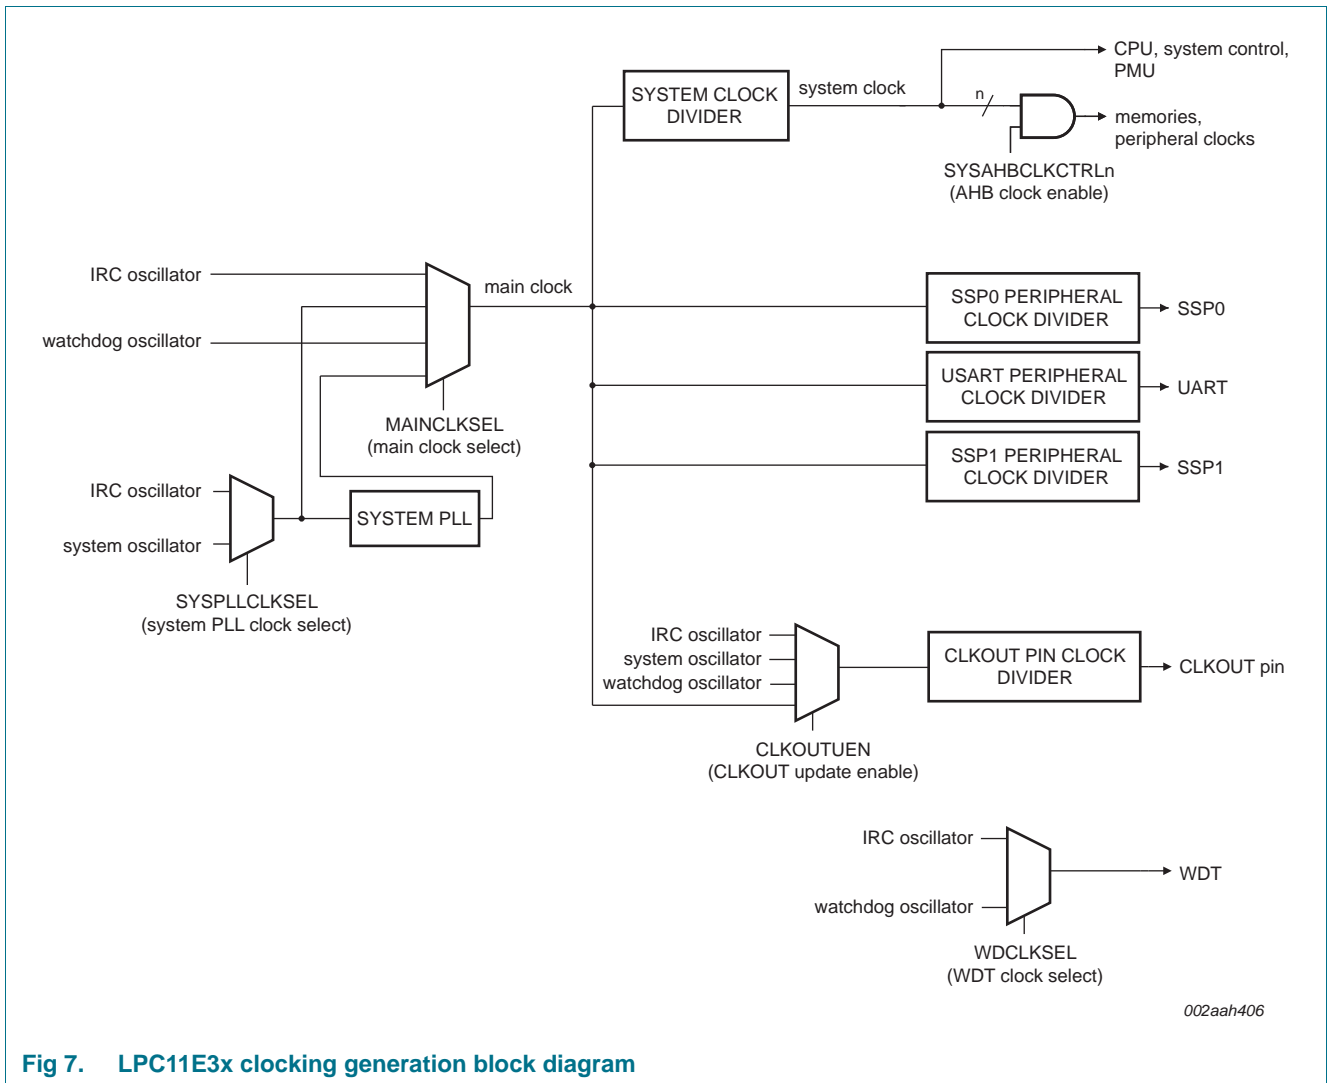 CPU, system control,
PMU
SYSTEM CLOCK
DIVIDER
system clock
n
memories,
peripheral clocks
SYSAHBCLKCTRLn
(AHB clock enable)
IRC oscillator
main clock
watchdog oscillator
MAINCLKSEL
(main clock select)
SSP0 PERIPHERAL
CLOCK DIVIDER
SSP0
USART PERIPHERAL
CLOCK DIVIDER
UART
SSP1 PERIPHERAL
CLOCK DIVIDER
SSP1
IRC oscillator
system oscillator
SYSTEM PLL
SYSPLLCLKSEL
(system PLL clock select)
IRC oscillator
system oscillator
watchdog oscillator
CLKOUT PIN CLOCK
DIVIDER
CLKOUT pin
CLKOUTUEN
(CLKOUT update enable)
IRC oscillator
watchdog oscillator
WDT
WDCLKSEL
(WDT clock select)
002aah406
Fig 7. LPC11E3x clocking generation block diagram